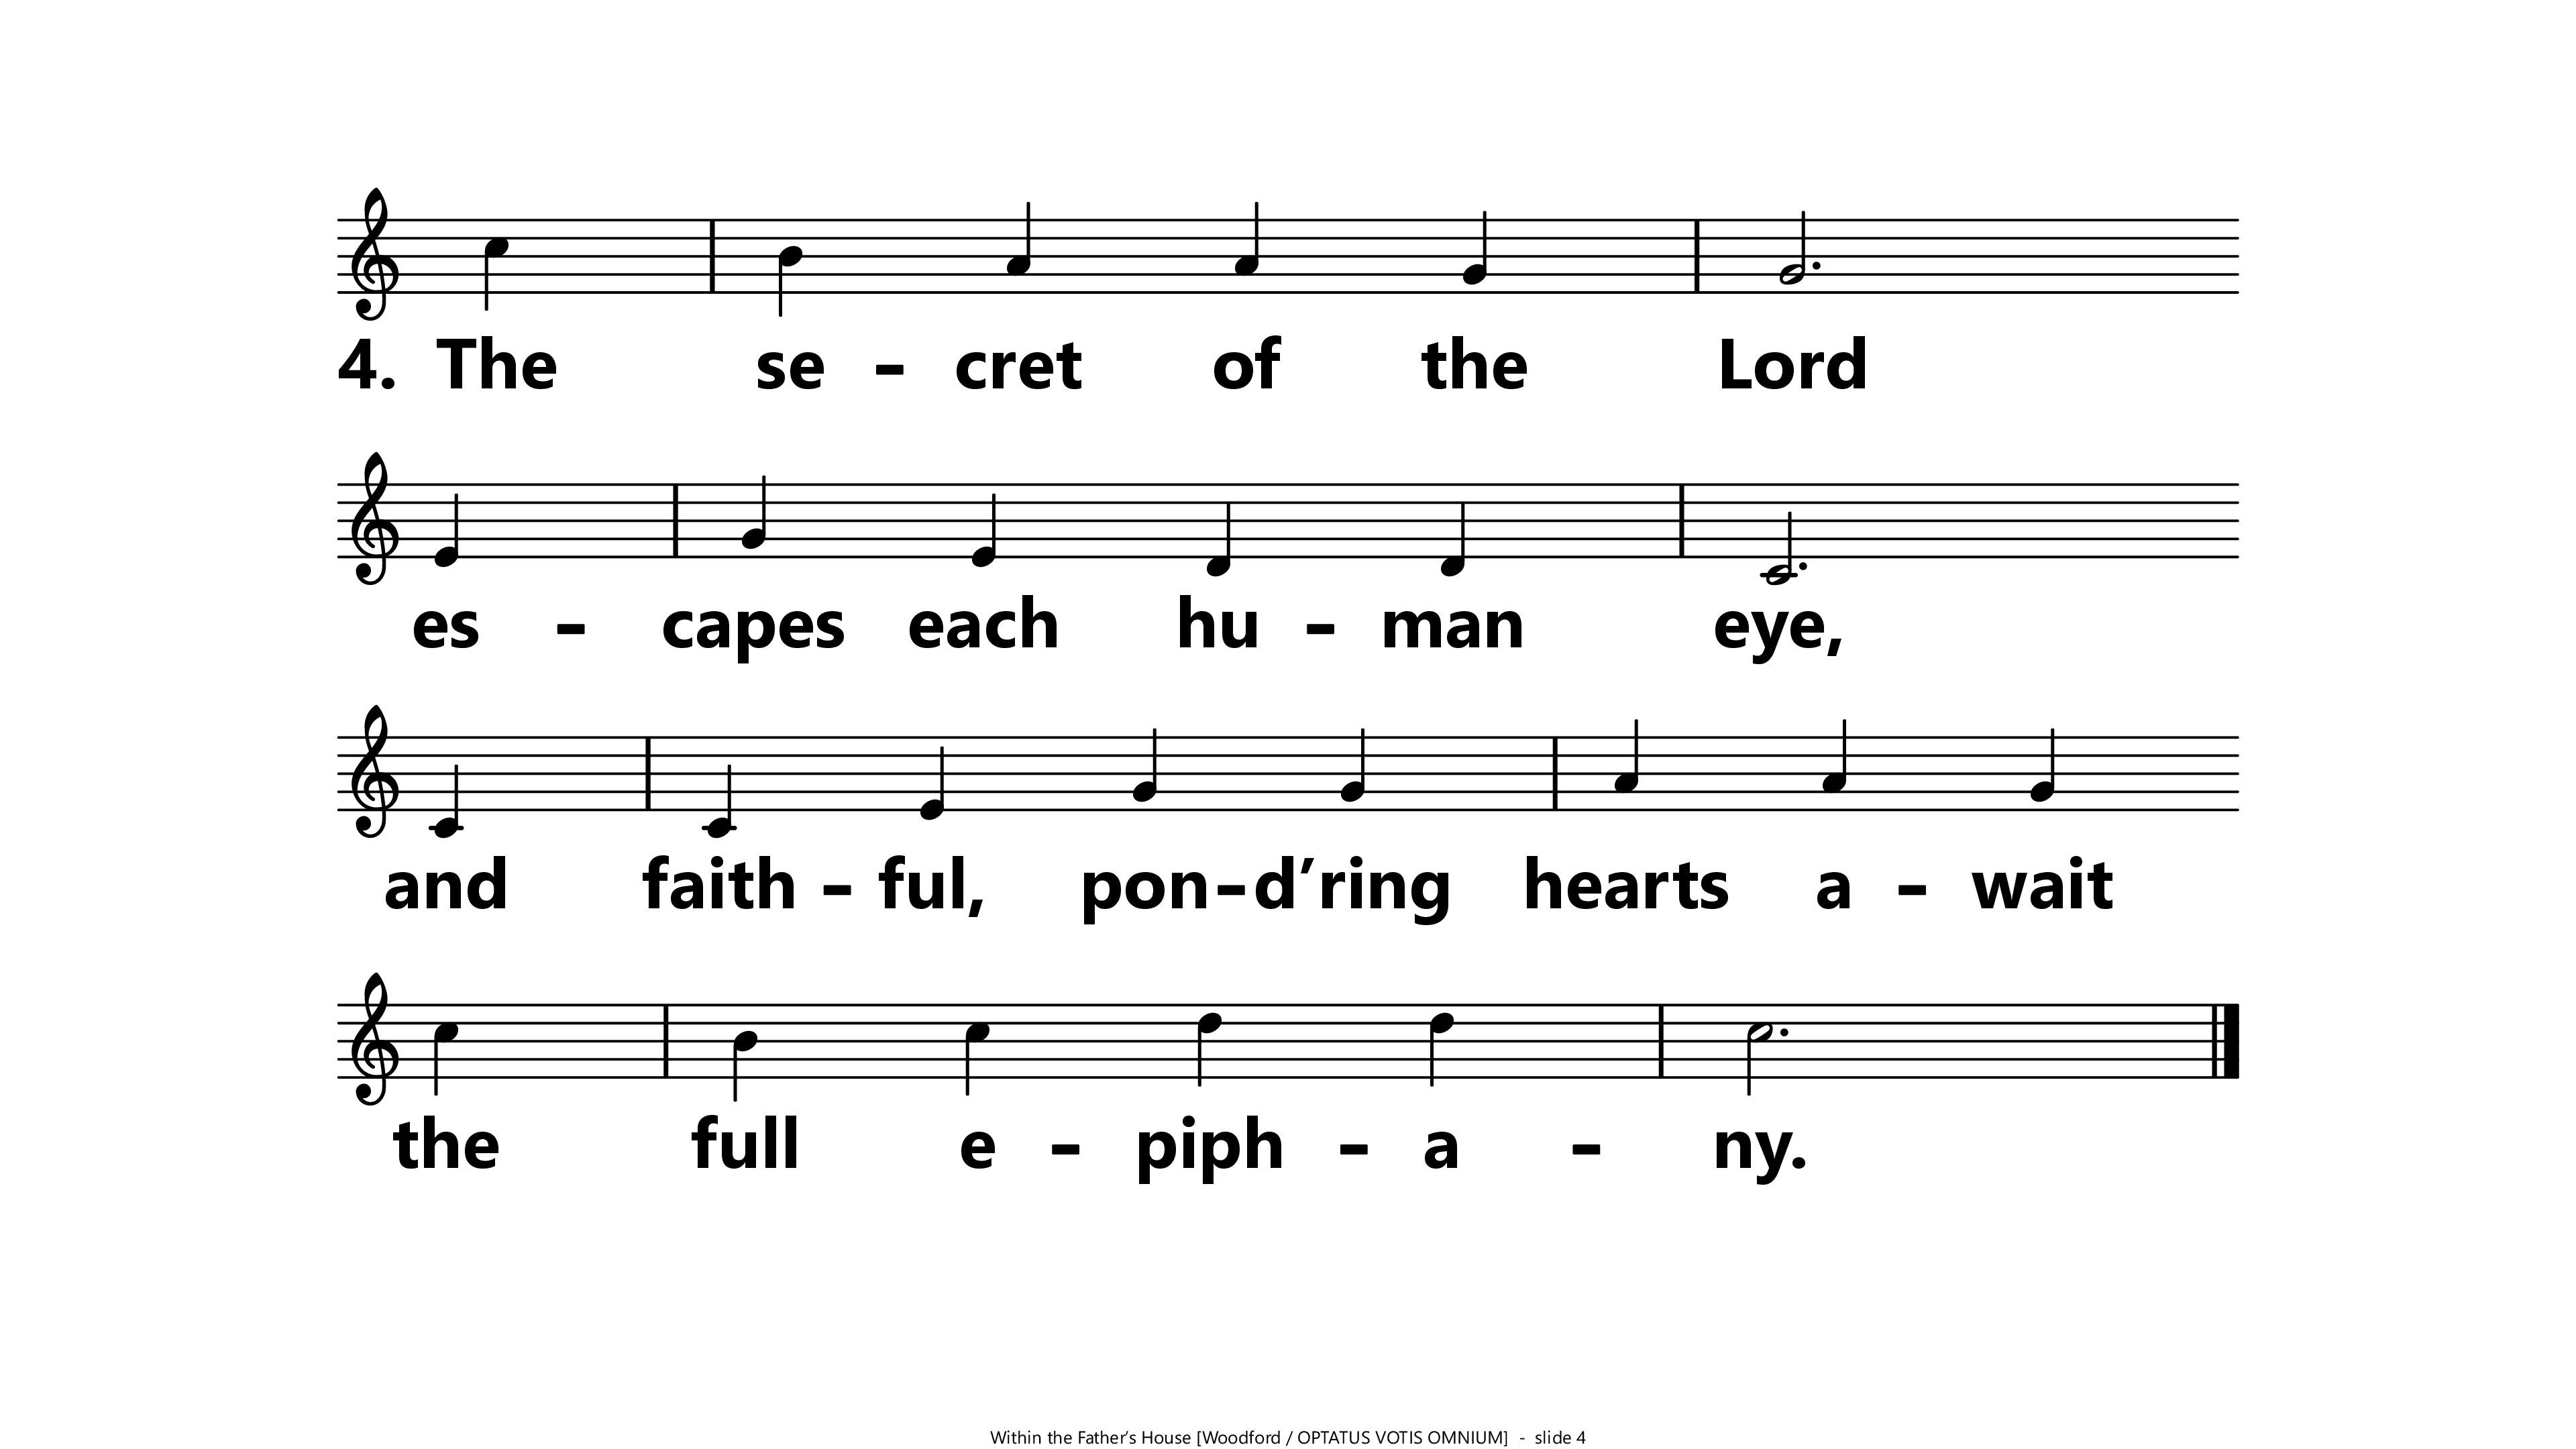 4. The se - cret of the Lord
es - capes each hu - man eye,
and faith - ful, pon - d’ring hearts a - wait
the full e - piph - a - ny.
Within the Father’s House [Woodford / OPTATUS VOTIS OMNIUM] - slide 4